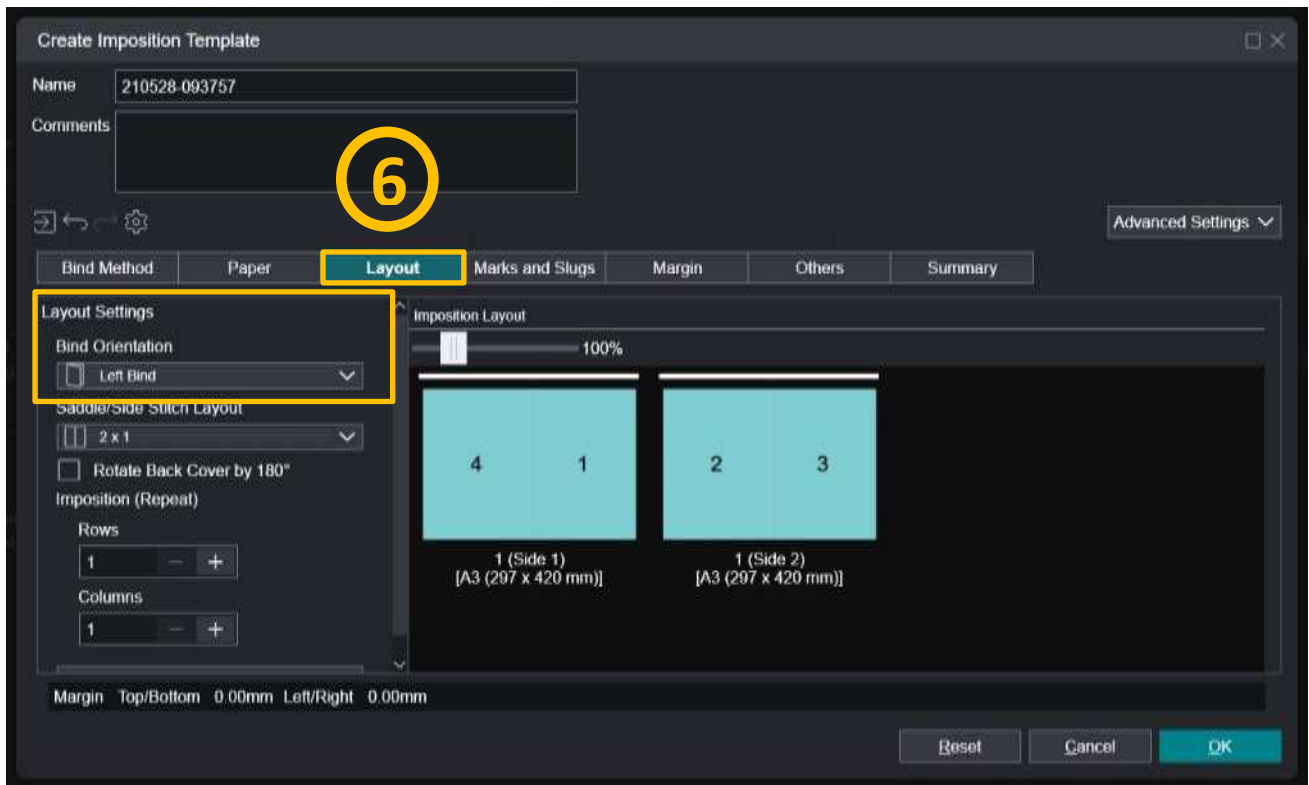 Create Imposition Template
Name 210528-093757
Comments
6
Advanced Settings
Bind Method Paper Layout Marks and Slugs Margin Others Summary
Layout Settings
Bind Orientation
Left Bind
Saddle/Side Stitch Layout
2 x 1
Rotate Back Cover by 180°
Imposition (Repeat)
Rows
1 − +
Columns
1 − +
Imposition Layout
100%
4 1 2 3
1 (Side 1) 1 (Side 2)
[A3 (297 x 420 mm)] [A3 (297 x 420 mm)]
Margin Top/Bottom 0.00mm Left/Right 0.00mm
Reset Cancel OK